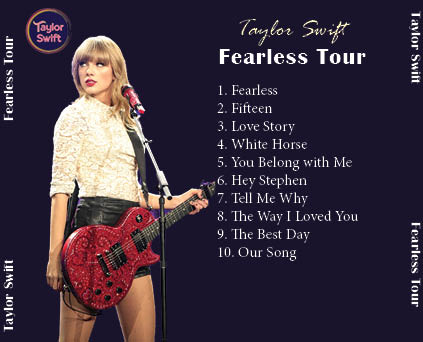 Taylor
Swift
Fearless Tour
Taylor Swift
Taylor Swift
Fearless Tour
1. Fearless
2. Fifteen
3. Love Story
4. White Horse
5. You Belong with Me
6. Hey Stephen
7. Tell Me Why
8. The Way I Loved You
9. The Best Day
10. Our Song
Taylor Swift
Fearless Tour